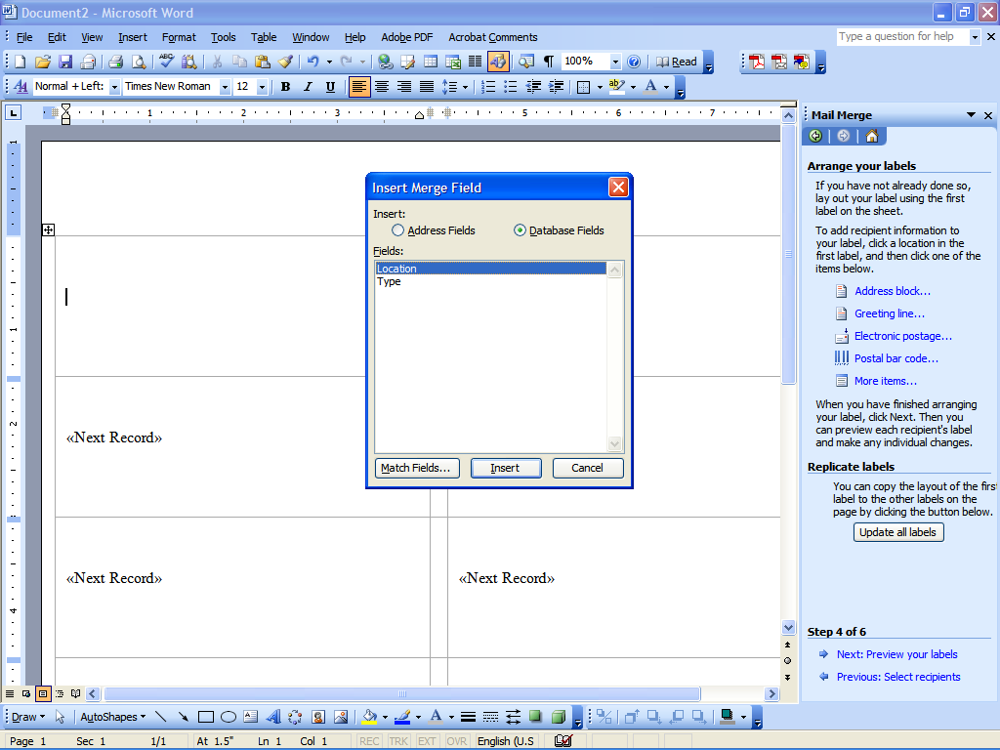 Document2 - Microsoft Word
File Edit View Insert Format Tools Table Window Help Adobe PDF Acrobat Comments
Type a question for help
100% Read
Normal + Left: Times New Roman 12 B I U
1 2 3 5 6 7
Mail Merge
Arrange your labels
If you have not already done so,
lay out your label using the first
label on the sheet.
To add recipient information to
your label, click a location in the
first label, and then click one of the
items below.
Address block...
Greeting line...
Electronic postage...
Postal bar code...
More items...
When you have finished arranging
your label, click Next. Then you
can preview each recipient's label
and make any individual changes.
Replicate labels
You can copy the layout of the first
label to the other labels on the
page by clicking the button below.
Update all labels
Step 4 of 6
Next: Preview your labels
Previous: Select recipients
Insert Merge Field
Insert:
Address Fields Database Fields
Fields:
Location
Type
Match Fields... Insert Cancel
«Next Record»
«Next Record» «Next Record»
Draw AutoShapes
Page 1 Sec 1 1/1 At 1.5" Ln 1 Col 1 REC TRK EXT OVR English (U.S